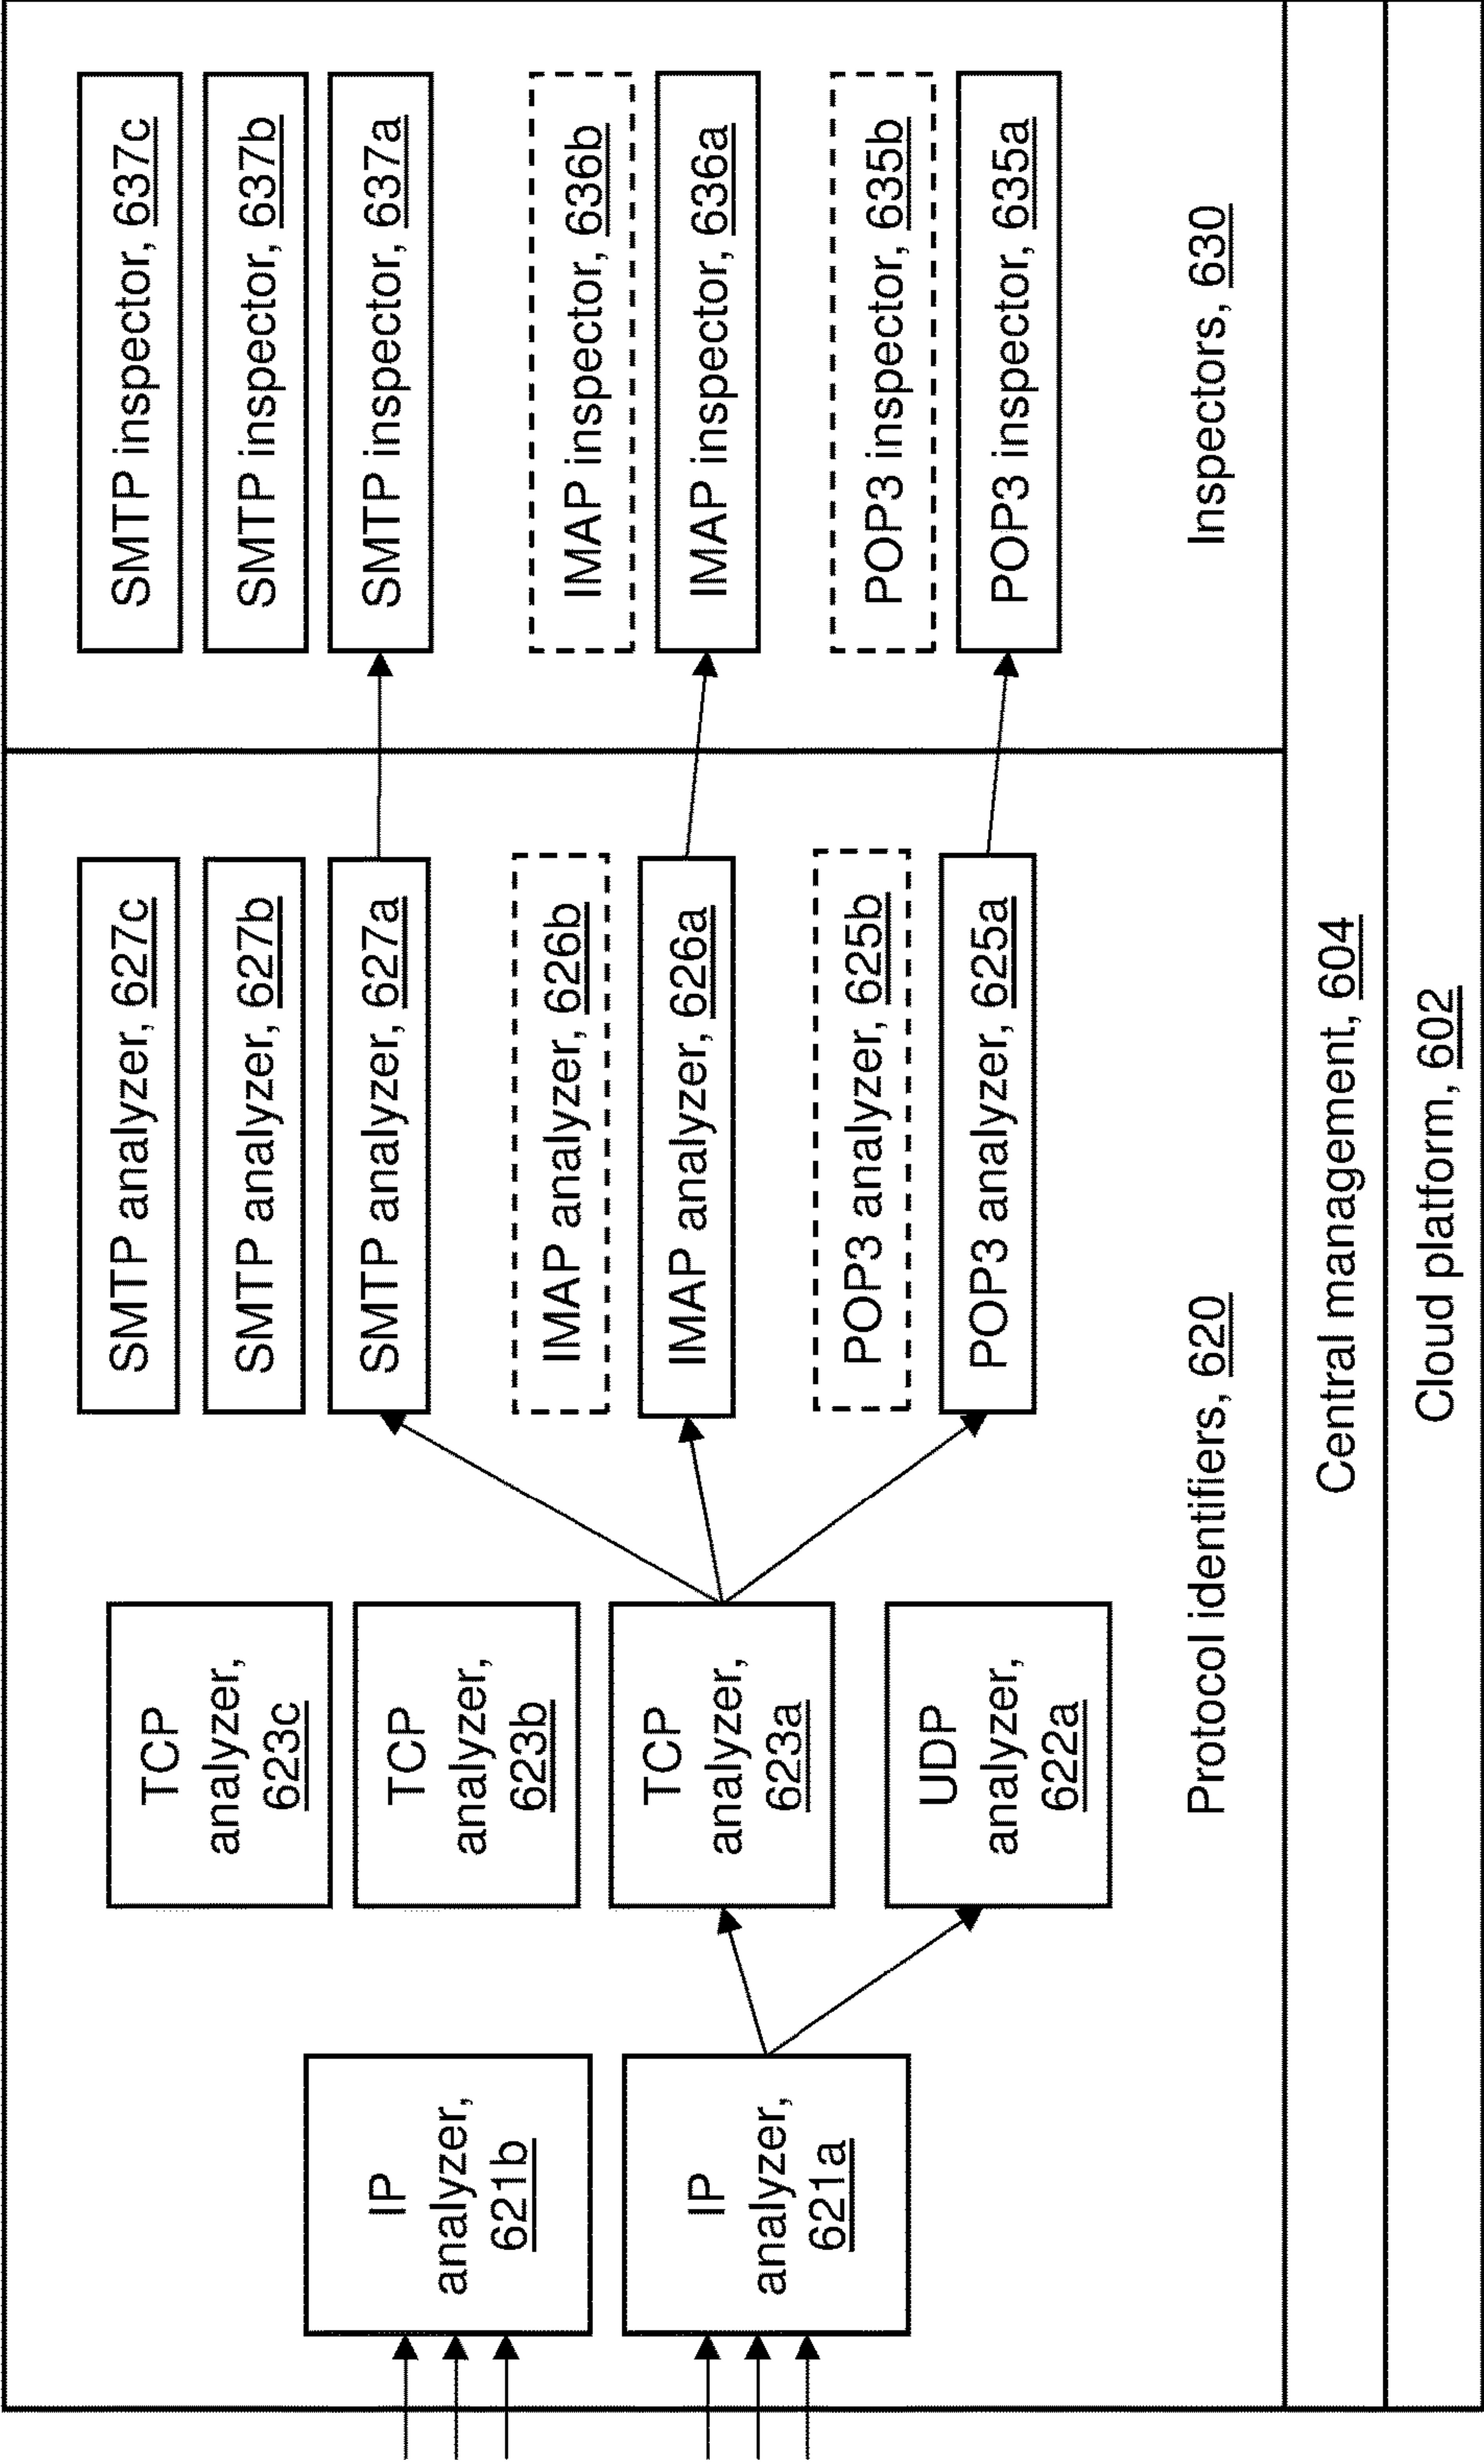 IP
analyzer,
621b
IP
analyzer,
621a
TCP
analyzer,
623c
TCP
analyzer,
623b
TCP
analyzer,
623a
UDP
analyzer,
622a
SMTP analyzer, 627c
SMTP analyzer, 627b
SMTP analyzer, 627a
IMAP analyzer, 626b
IMAP analyzer, 626a
POP3 analyzer, 625b
POP3 analyzer, 625a
Protocol identifiers, 620
SMTP inspector, 637c
SMTP inspector, 637b
SMTP inspector, 637a
IMAP inspector, 636b
IMAP inspector, 636a
POP3 inspector, 635b
POP3 inspector, 635a
Inspectors, 630
Central management, 604
Cloud platform, 602